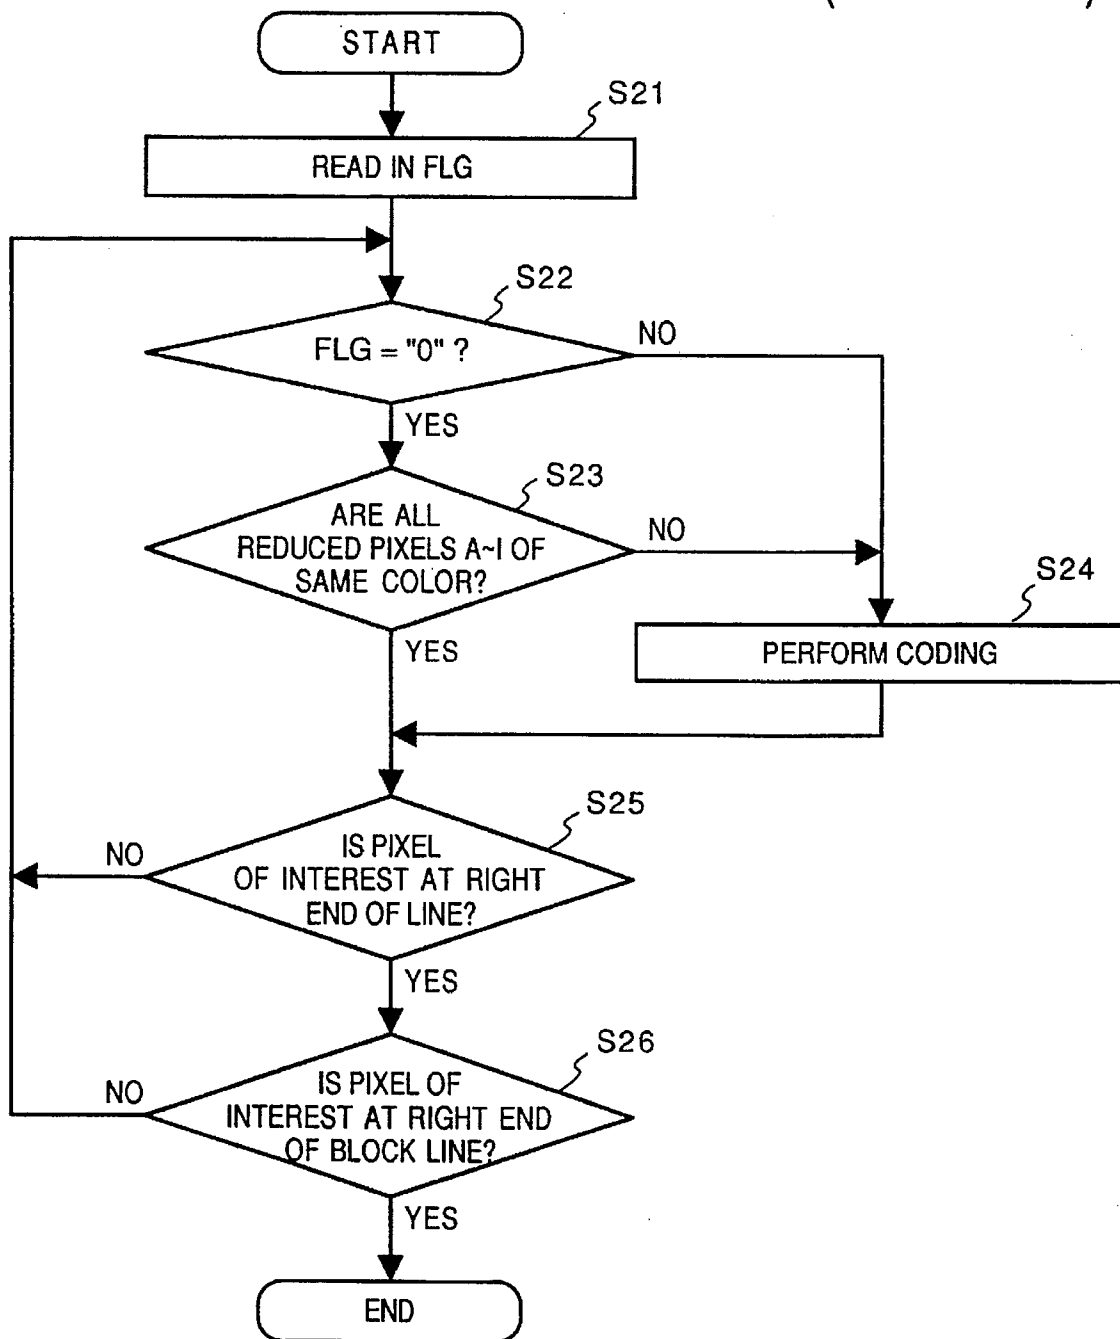 START
S21
READ IN FLG
S22
FLG = "0" ?
NO
YES
S23
ARE ALL
REDUCED PIXELS A~I OF
SAME COLOR?
NO
YES
S24
PERFORM CODING
S25
IS PIXEL
OF INTEREST AT RIGHT
END OF LINE?
NO
YES
S26
IS PIXEL OF
INTEREST AT RIGHT END
OF BLOCK LINE?
NO
YES
END